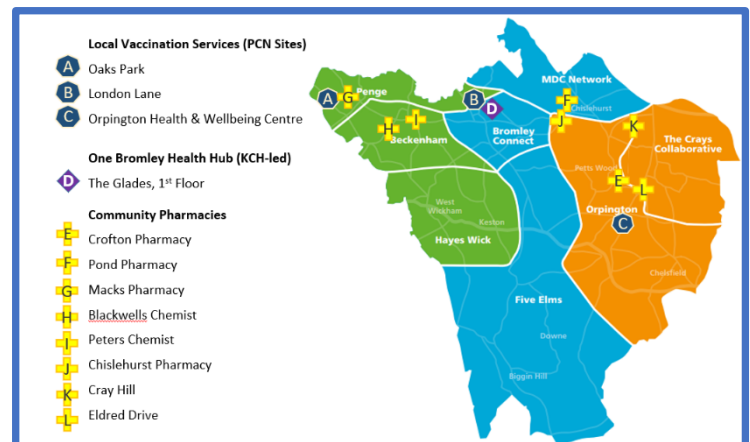 Local Vaccination Services (PCN Sites)
A Oaks Park
B London Lane
C Orpington Health & Wellbeing Centre
One Bromley Health Hub (KCH-led)
D The Glades, 1st Floor
Community Pharmacies
E Crofton Pharmacy
F Pond Pharmacy
G Macks Pharmacy
H Blackwells Chemist
I Peters Chemist
J Chislehurst Pharmacy
K Cray Hill
L Eldred Drive
MDC Network
Penge
A
G
B
D
F
Chislehurst
J
K
I
H
Beckenham
Bromley
Connect
The Crays
Collaborative
Petts Wood
E
L
West
Wickham
Keston
Orpington
C
Hayes Wick
Chelsfield
Five Elms
Downe
Biggin Hill